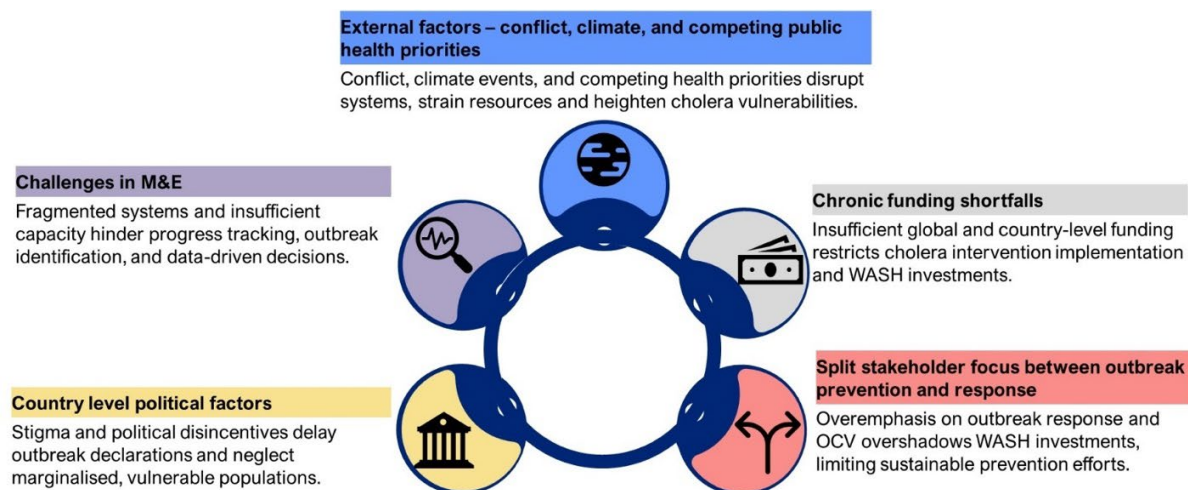 External factors – conflict, climate, and competing public
health priorities
Conflict, climate events, and competing health priorities disrupt
systems, strain resources and heighten cholera vulnerabilities.
Challenges in M&E
Fragmented systems and insufficient
capacity hinder progress tracking, outbreak
identification, and data-driven decisions.
Chronic funding shortfalls
Insufficient global and country-level funding
restricts cholera intervention implementation
and WASH investments.
Country level political factors
Stigma and political disincentives delay
outbreak declarations and neglect
marginalised, vulnerable populations.
Split stakeholder focus between outbreak
prevention and response
Overemphasis on outbreak response and
OCV overshadows WASH investments,
limiting sustainable prevention efforts.